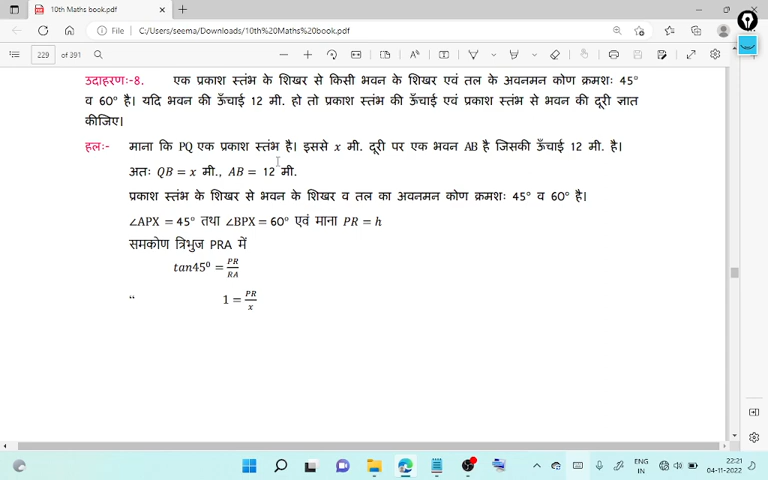 10th Maths book.pdf
File
C:/Users/seema/Downloads/10th%20Maths%20book.pdf
229 of 391
उदाहरण:-8. एक प्रकाश स्तंभ के शिखर से किसी भवन के शिखर एवं तल के अवनमन कोण क्रमशः 45°
व 60° है। यदि भवन की ऊँचाई 12 मी. हो तो प्रकाश स्तंभ की ऊँचाई एवं प्रकाश स्तंभ से भवन की दूरी ज्ञात
कीजिए।
हलः- माना कि PQ एक प्रकाश स्तंभ है। इससे x मी. दूरी पर एक भवन AB है जिसकी ऊँचाई 12 मी. है।
अतः QB = x मी., AB = 12 मी.
प्रकाश स्तंभ के शिखर से भवन के शिखर व तल का अवनमन कोण क्रमशः 45° व 60° है।
∠APX = 45° तथा ∠BPX = 60° एवं माना PR = h
समकोण त्रिभुज PRA में
tan45⁰ = PR/RA
“ 1 = PR/x
ENG
IN
22:21
04-11-2022